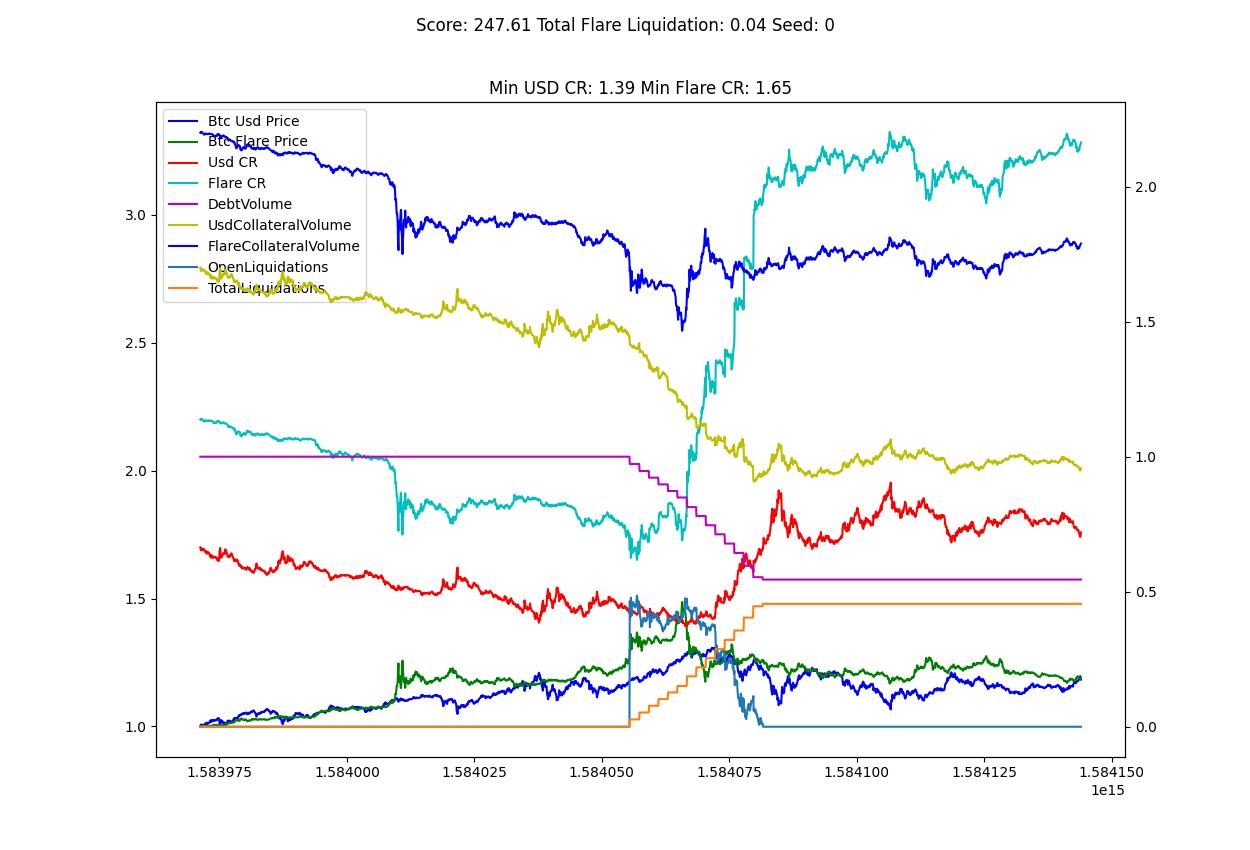 Score: 247.61 Total Flare Liquidation: 0.04 Seed: 0
Min USD CR: 1.39 Min Flare CR: 1.65
Btc Usd Price
Btc Flare Price
Usd CR
Flare CR
DebtVolume
UsdCollateralVolume
FlareCollateralVolume
OpenLiquidations
TotalLiquidations
3.0
2.5
2.0
1.5
1.0
2.0
1.5
1.0
0.5
0.0
1.583975 1.584000 1.584025 1.584050 1.584075 1.584100 1.584125 1.584150
1e15